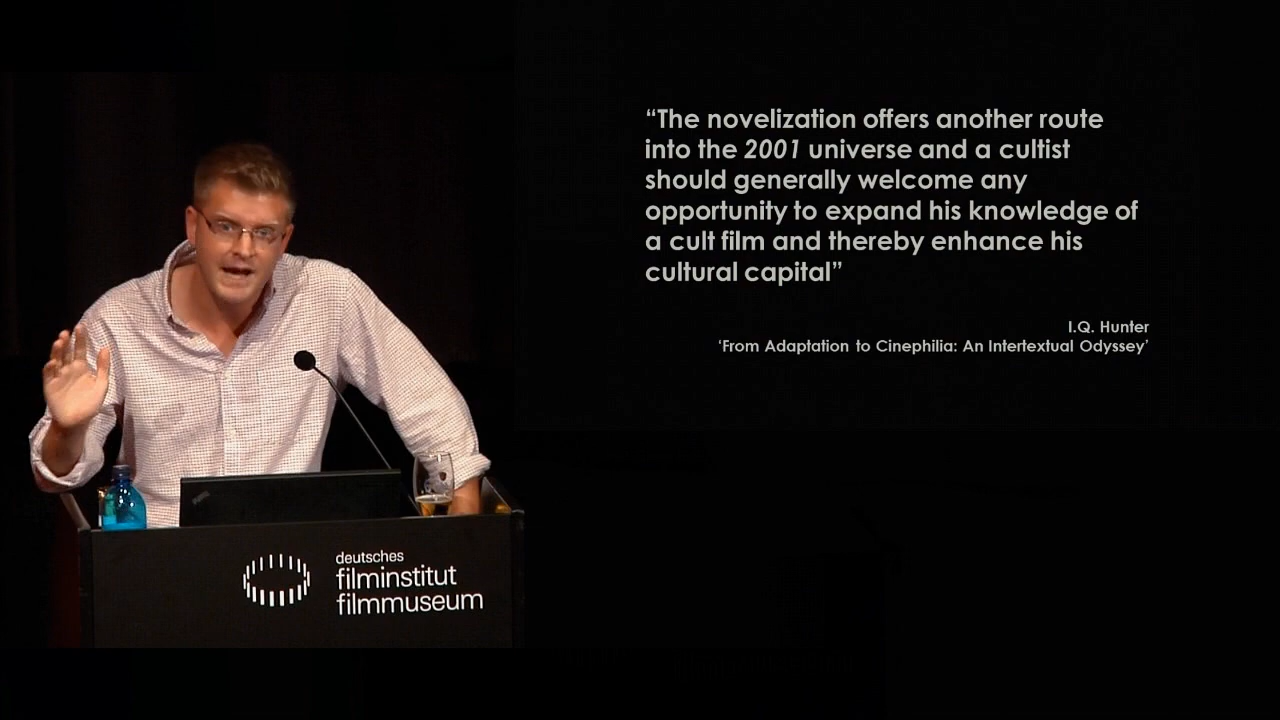 “The novelization offers another route
into the 2001 universe and a cultist
should generally welcome any
opportunity to expand his knowledge of
a cult film and thereby enhance his
cultural capital”
I.Q. Hunter
‘From Adaptation to Cinephilia: An Intertextual Odyssey’
deutsches
filminstitut
filmmuseum